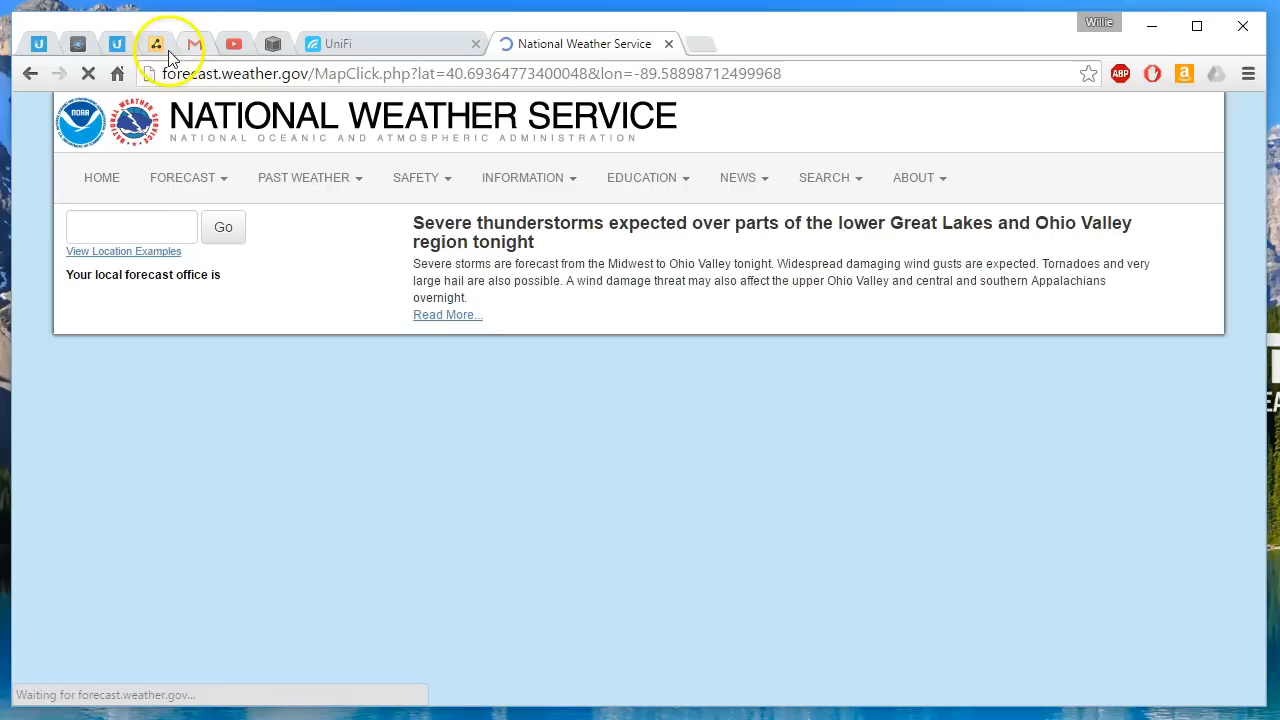 Willie
UniFi
National Weather Service
forecast.weather.gov/MapClick.php?lat=40.69364773400048&lon=-89.58898712499968
ABP
NOAA
NATIONAL WEATHER SERVICE
NATIONAL OCEANIC AND ATMOSPHERIC ADMINISTRATION
HOME FORECAST PAST WEATHER SAFETY INFORMATION EDUCATION NEWS SEARCH ABOUT
Go
View Location Examples
Your local forecast office is
Severe thunderstorms expected over parts of the lower Great Lakes and Ohio Valley
region tonight
Severe storms are forecast from the Midwest to Ohio Valley tonight. Widespread damaging wind gusts are expected. Tornadoes and very
large hail are also possible. A wind damage threat may also affect the upper Ohio Valley and central and southern Appalachians
overnight.
Read More...
Waiting for forecast.weather.gov...